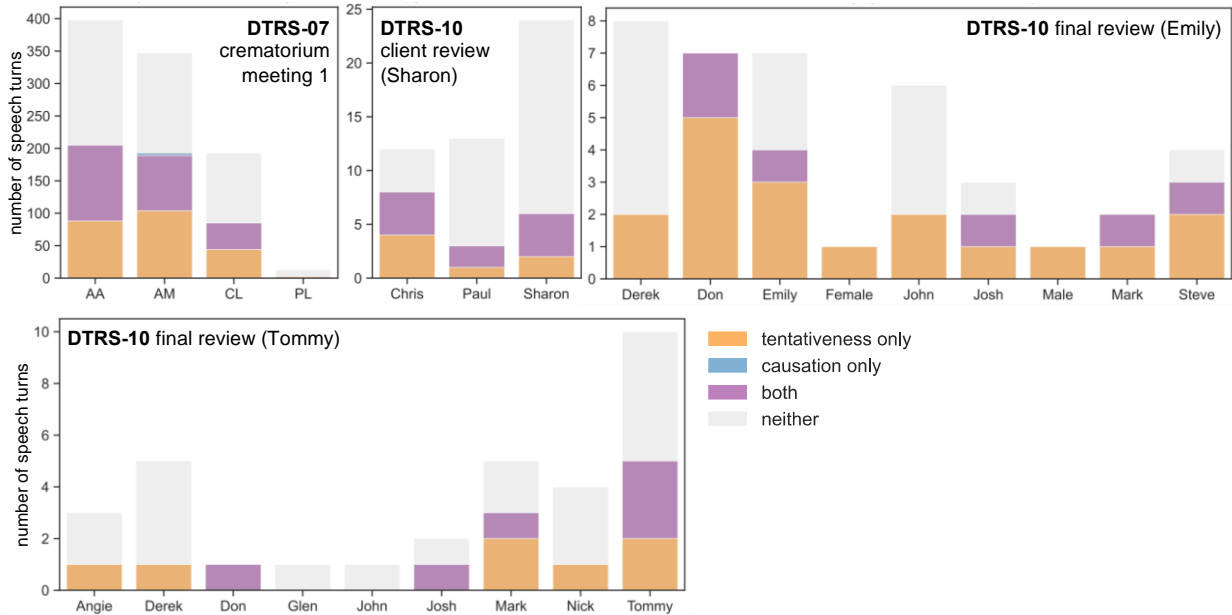 DTRS-07
crematorium
meeting 1
number of speech turns
400
350
300
250
200
150
100
50
0
AA AM CL PL
DTRS-10
client review
(Sharon)
25
20
15
10
5
0
Chris Paul Sharon
DTRS-10 final review (Emily)
8
7
6
5
4
3
2
1
0
Derek Don Emily Female John Josh Male Mark Steve
DTRS-10 final review (Tommy)
number of speech turns
10
8
6
4
2
0
Angie Derek Don Glen John Josh Mark Nick Tommy
tentativeness only
causation only
both
neither